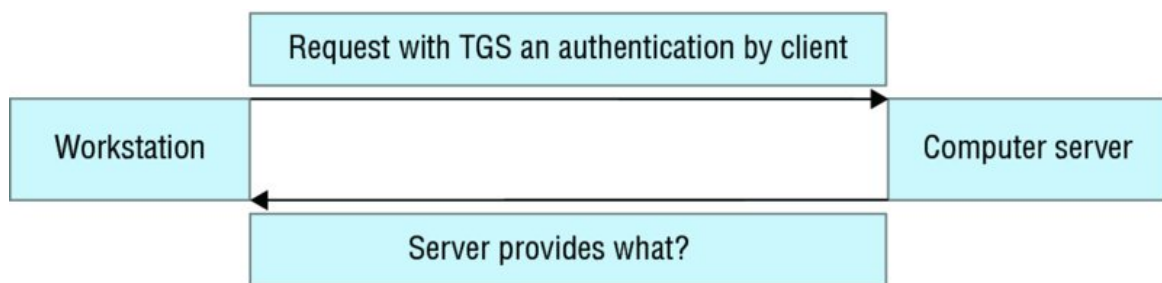 Request with TGS an authentication by client
Workstation
Computer server
Server provides what?